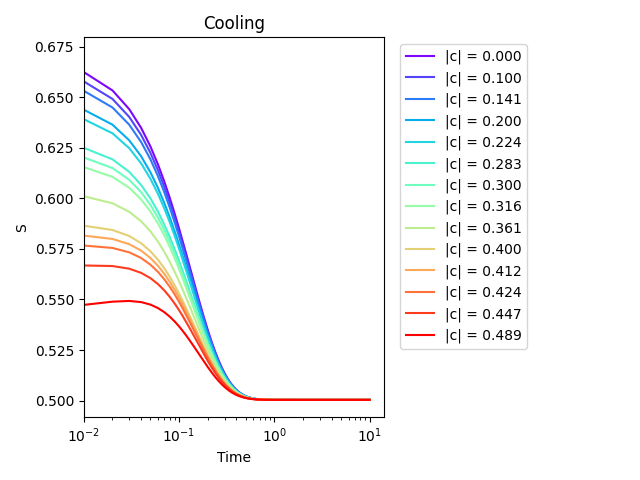 Cooling
0.675
0.650
0.625
0.600
0.575
0.550
0.525
0.500
S
10⁻²
10⁻¹
10⁰
10¹
Time
|c| = 0.000
|c| = 0.100
|c| = 0.141
|c| = 0.200
|c| = 0.224
|c| = 0.283
|c| = 0.300
|c| = 0.316
|c| = 0.361
|c| = 0.400
|c| = 0.412
|c| = 0.424
|c| = 0.447
|c| = 0.489